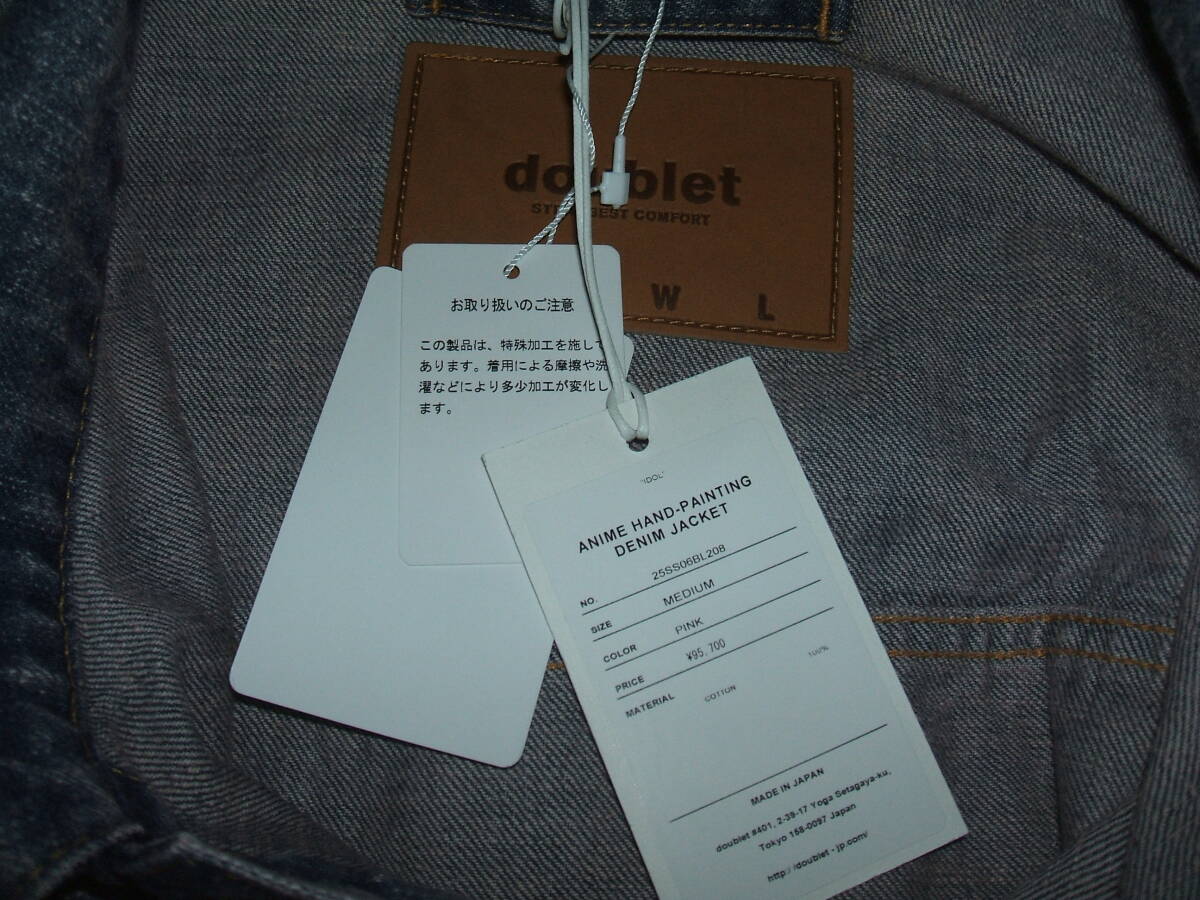 doublet
COMFORT
W L
お取り扱いのご注意
この製品は、特殊加工を施して
あります。着用による摩擦や洗
濯などにより多少加工が変化し
ます。
"IDOL"
ANIME HAND-PAINTING
DENIM JACKET
NO. 25SS06BL208
SIZE MEDIUM
COLOR PINK
PRICE ¥95,700
MATERIAL COTTON 100%
MADE IN JAPAN
doublet #401, 2-39-17 Yoga Setagaya-ku,
Tokyo 158-0097 Japan
http://doublet-jp.com/